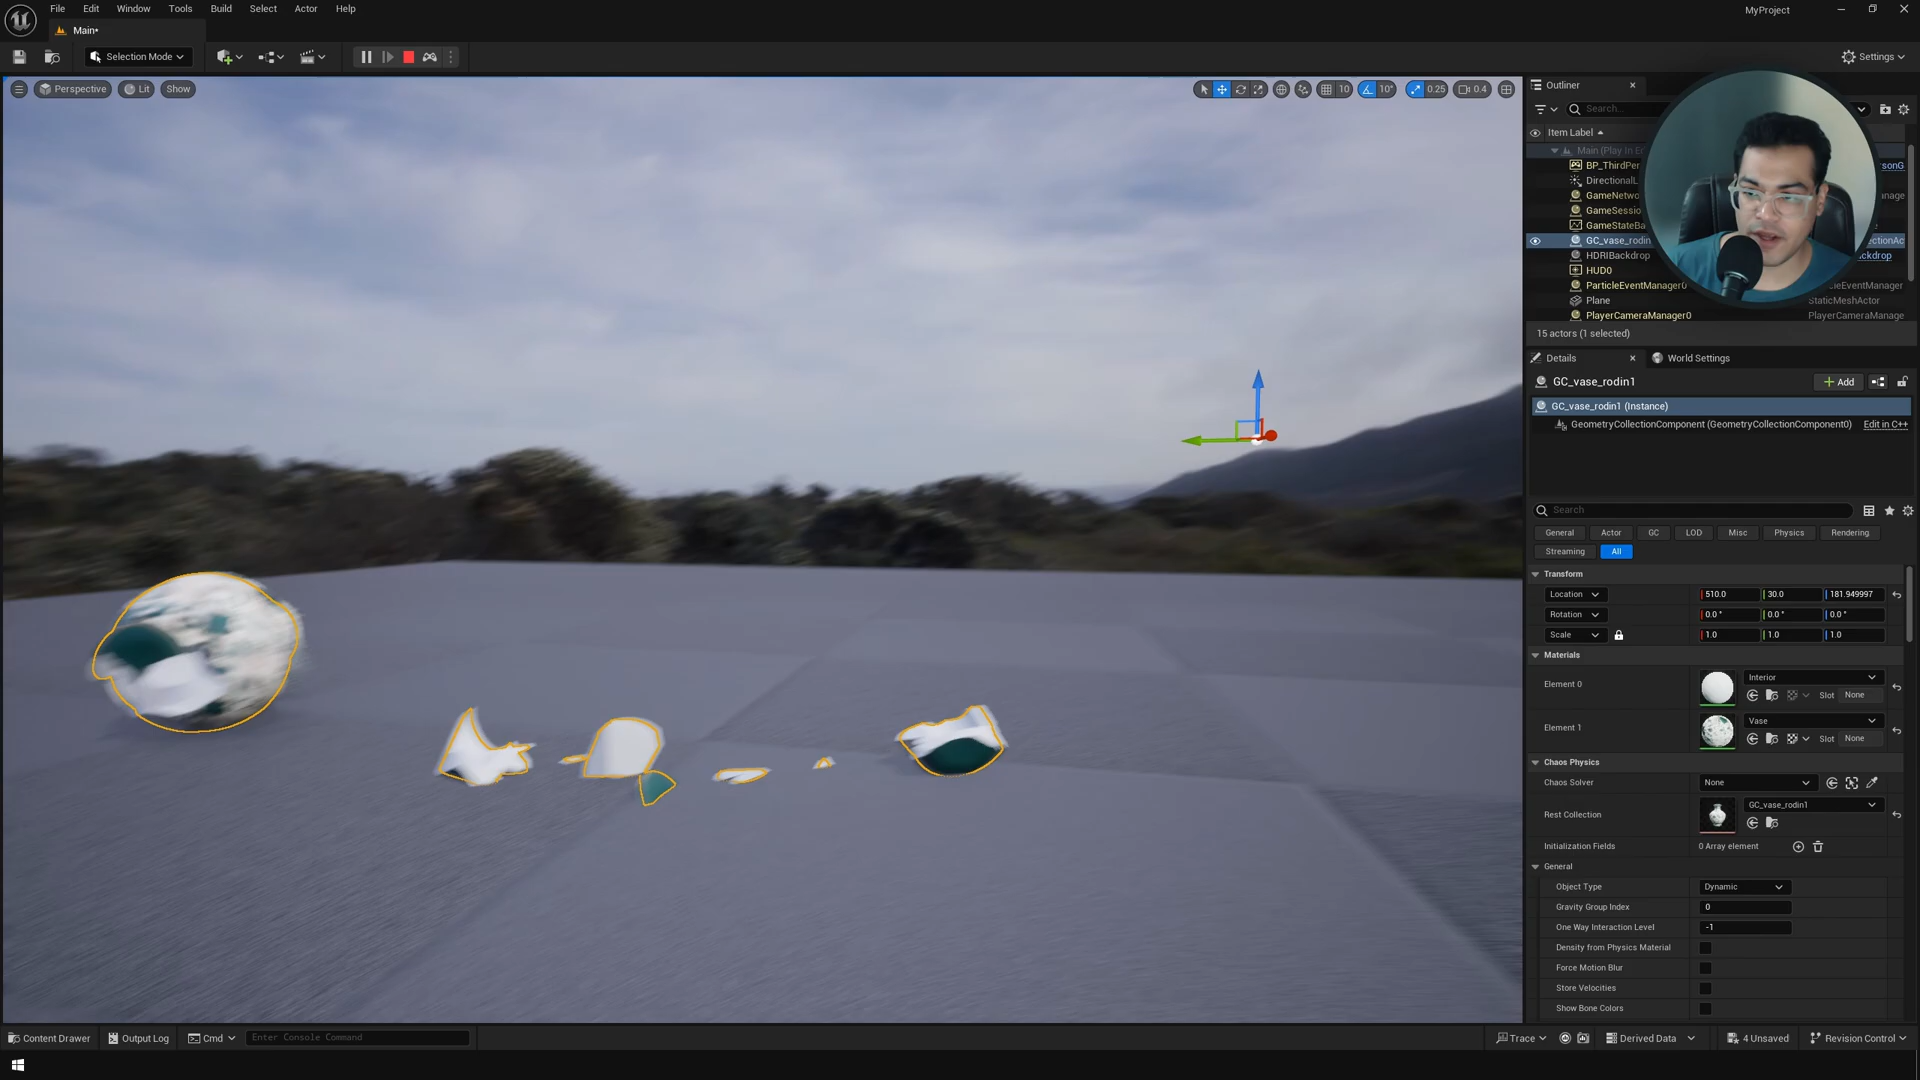 File Edit Window Tools Build Select Actor Help
MyProject
Main•
Selection Mode
Settings
Perspective Lit Show
10 10° 0.25 0.4
Outliner
Search...
Item Label
Main (Play In Ed
BP_ThirdPer
DirectionalL
GameNetwo
GameSessio
GameStateBa
GC_vase_rodin
HDRIBackdrop
ckdrop
HUD0
ParticleEventManager0
Plane StaticMeshActor
PlayerCameraManager0 PlayerCameraManage
15 actors (1 selected)
Details World Settings
GC_vase_rodin1
Add
GC_vase_rodin1 (Instance)
GeometryCollectionComponent (GeometryCollectionComponent0) Edit in C++
Search
General Actor GC LOD Misc Physics Rendering
Streaming All
Transform
Location 510.0 30.0 181.949997
Rotation 0.0 ° 0.0 ° 0.0 °
Scale 1.0 1.0 1.0
Materials
Element 0 Interior
Slot None
Element 1 Vase
Slot None
Chaos Physics
Chaos Solver None
Rest Collection GC_vase_rodin1
Initialization Fields 0 Array element
General
Object Type Dynamic
Gravity Group Index 0
One Way Interaction Level -1
Density from Physics Material
Force Motion Blur
Store Velocities
Show Bone Colors
Content Drawer Output Log Cmd Enter Console Command
Trace Derived Data 4 Unsaved Revision Control